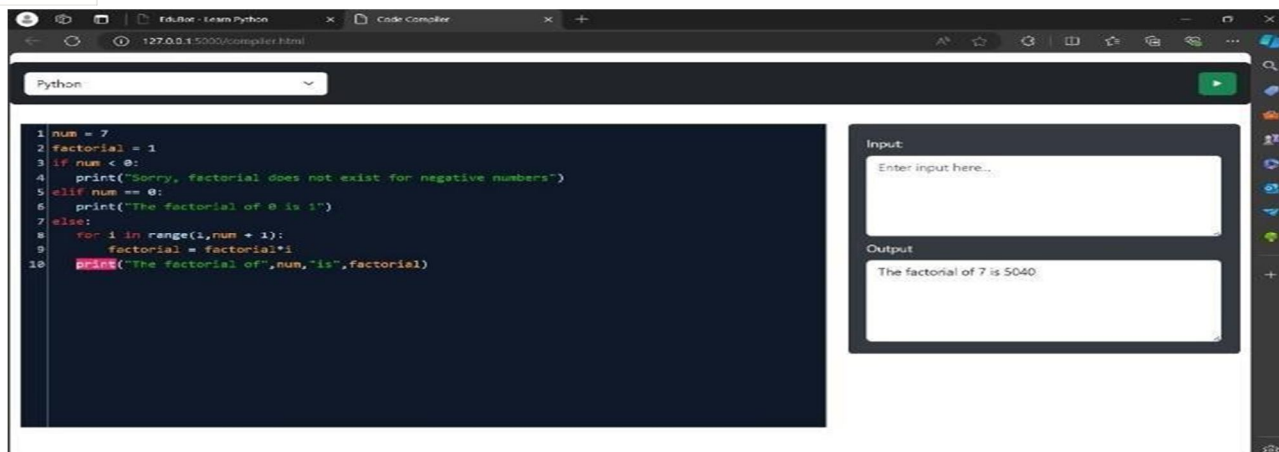 EduBot - Learn Python
Code Compiler
127.0.0.1:5000/compiler.html
Python
1 num = 7
2 factorial = 1
3 if num < 0:
4     print("Sorry, factorial does not exist for negative numbers")
5 elif num == 0:
6     print("The factorial of 0 is 1")
7 else:
8     for i in range(1,num + 1):
9         factorial = factorial*i
10     print("The factorial of",num,"is",factorial)
Input:
Enter input here...
Output
The factorial of 7 is 5040